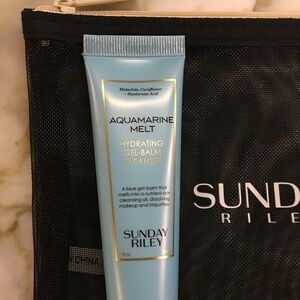 Malachite, Cornflower,
+ Hyaluronic Acid
AQUAMARINE
MELT
HYDRATING
GEL-BALM
CLEANSER
A blue gel-balm that
melts into a nutrient-rich
cleansing oil, dissolving
makeup and impurities.
SUNDAY
RILEY
SUND
RILE
CHINA